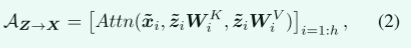 𝓐_{Z→X} = [Attn(x̃_i, z̃_i W_i^K, z̃_i W_i^V)]_{i=1:h} ,   (2)